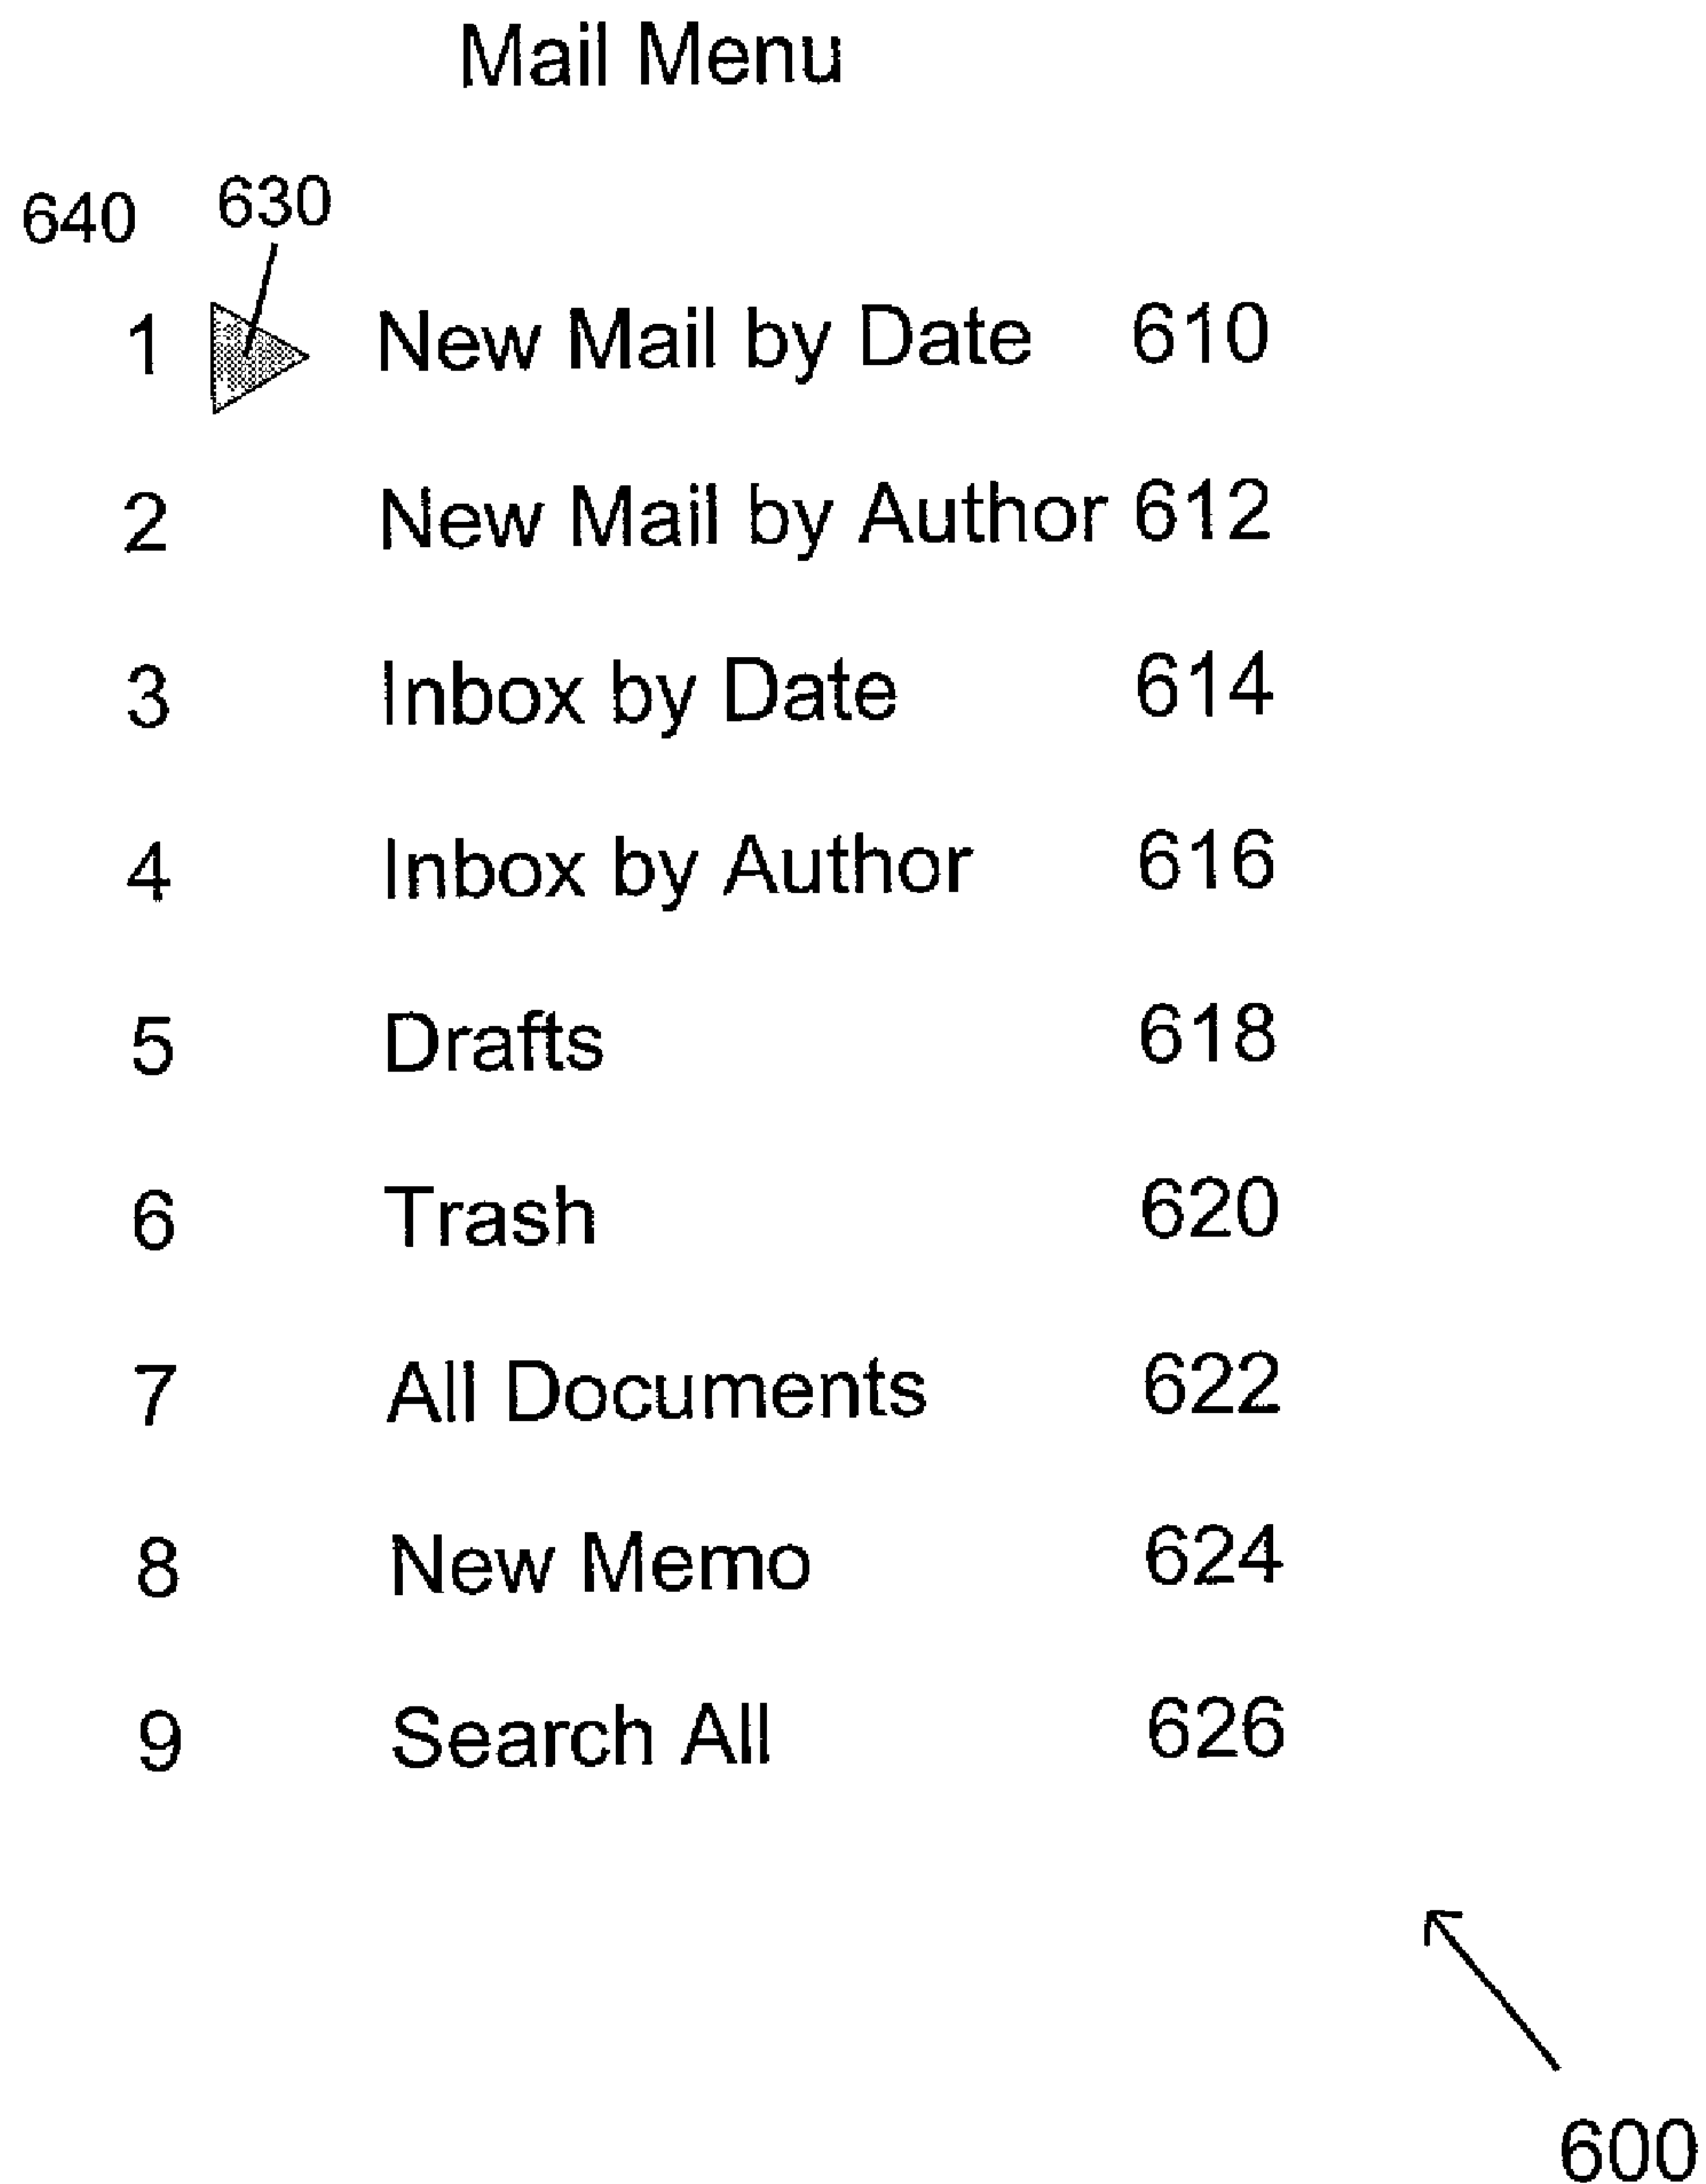 Mail Menu
640 630
1 New Mail by Date 610
2 New Mail by Author 612
3 Inbox by Date 614
4 Inbox by Author 616
5 Drafts 618
6 Trash 620
7 All Documents 622
8 New Memo 624
9 Search All 626
600